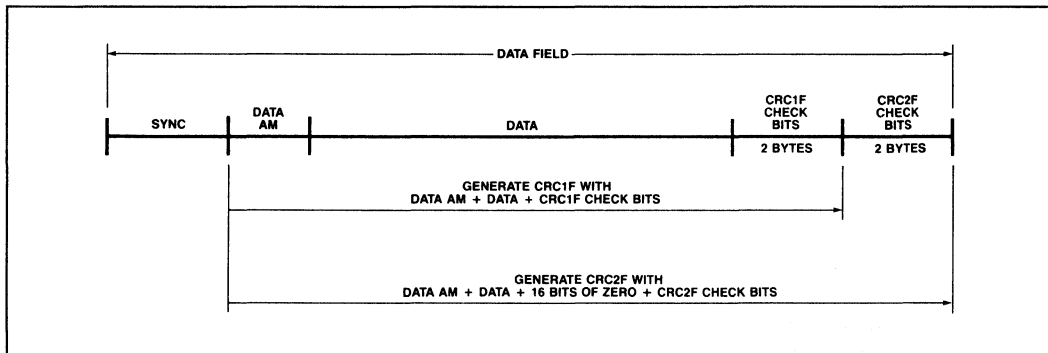 DATA FIELD
SYNC
DATA
AM
DATA
CRC1F
CHECK
BITS
2 BYTES
CRC2F
CHECK
BITS
2 BYTES
GENERATE CRC1F WITH
DATA AM + DATA + CRC1F CHECK BITS
GENERATE CRC2F WITH
DATA AM + DATA + 16 BITS OF ZERO + CRC2F CHECK BITS